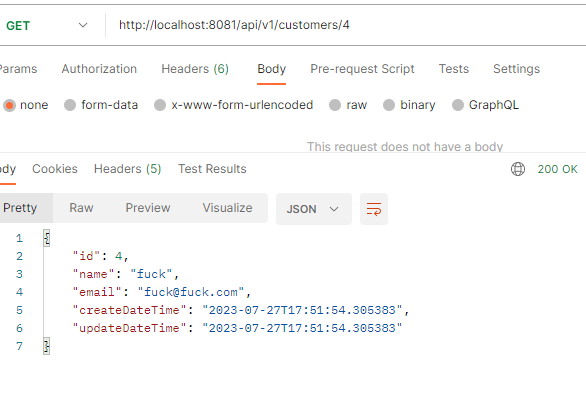 GET http://localhost:8081/api/v1/customers/4
Params Authorization Headers (6) Body Pre-request Script Tests Settings
none form-data x-www-form-urlencoded raw binary GraphQL
This request does not have a body
ody Cookies Headers (5) Test Results 200 OK
Pretty Raw Preview Visualize JSON
1 {
2 "id": 4,
3 "name": "fuck",
4 "email": "fuck@fuck.com",
5 "createDateTime": "2023-07-27T17:51:54.305383",
6 "updateDateTime": "2023-07-27T17:51:54.305383"
7 }